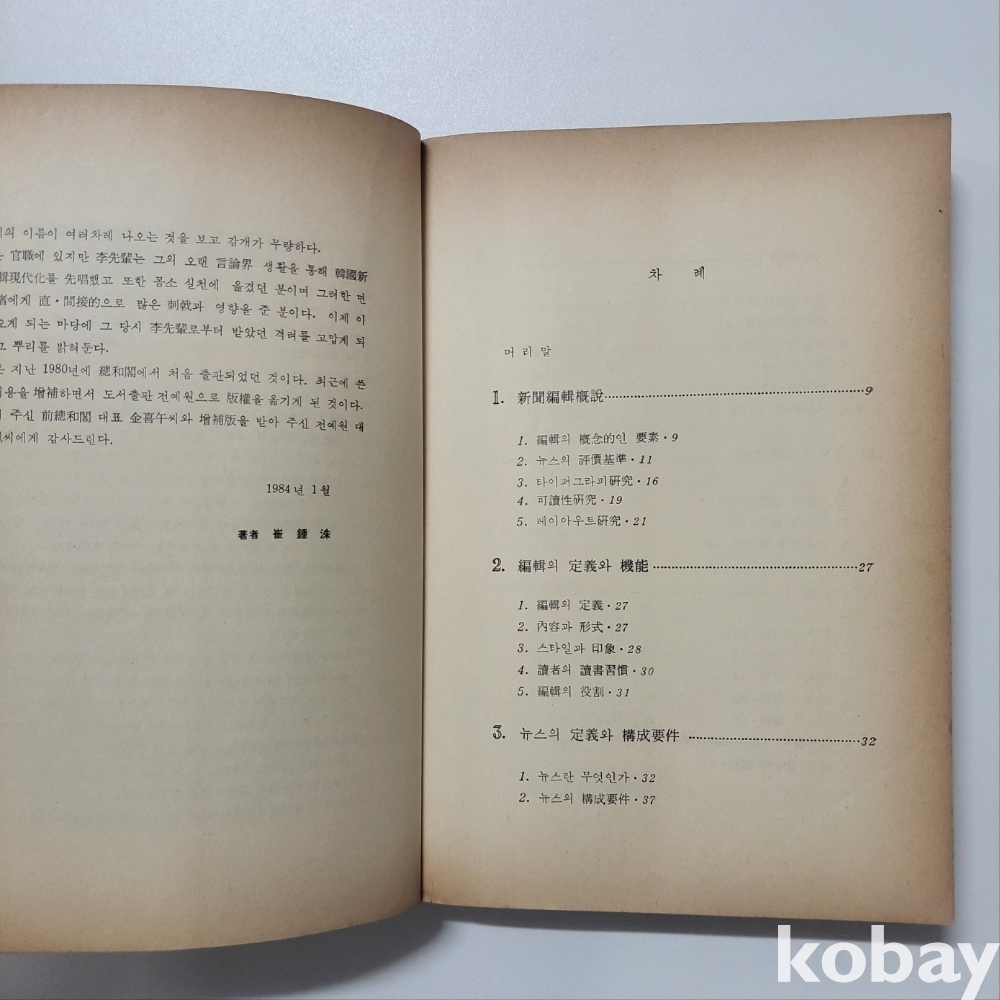 의 이름이 여러차례 나오는 것을 보고 감개가 무량하다.
官職에 있지만 李先輩는 그의 오랜 言論界 생활을 통해 韓國新
輯現代化를 先唱했고 또한 몸소 실천에 옮겼던 분이며 그러한 면
者에게 直·間接的으로 많은 刺戟과 영향을 준 분이다. 이제 이
오게 되는 마당에 그 당시 李先輩로부터 받았던 격려를 고맙게 되
그 뿌리를 밝혀둔다.
은 지난 1980년에 總和閣에서 처음 출판되었던 것이다. 최근에 쓴
내용을 增補하면서 도서출판 전예원으로 版權을 옮기게 된 것이다.
주신 前總和閣 대표 金喜午씨와 增補版을 받아 주신 전예원 대
씨에게 감사드린다.
1984년 1월
著者 崔 鍾 洙
차 례
머리말
1. 新聞編輯槪說 9
1. 編輯의 槪念的인 要素·9
2. 뉴스의 評價基準·11
3. 타이퍼그라피硏究·16
4. 可讀性硏究·19
5. 레이아우트硏究·21
2. 編輯의 定義와 機能 27
1. 編輯의 定義·27
2. 內容과 形式·27
3. 스타일과 印象·28
4. 讀者의 讀書習慣·30
5. 編輯의 役割·31
3. 뉴스의 定義와 構成要件 32
1. 뉴스란 무엇인가·32
2. 뉴스의 構成要件·37
kobay